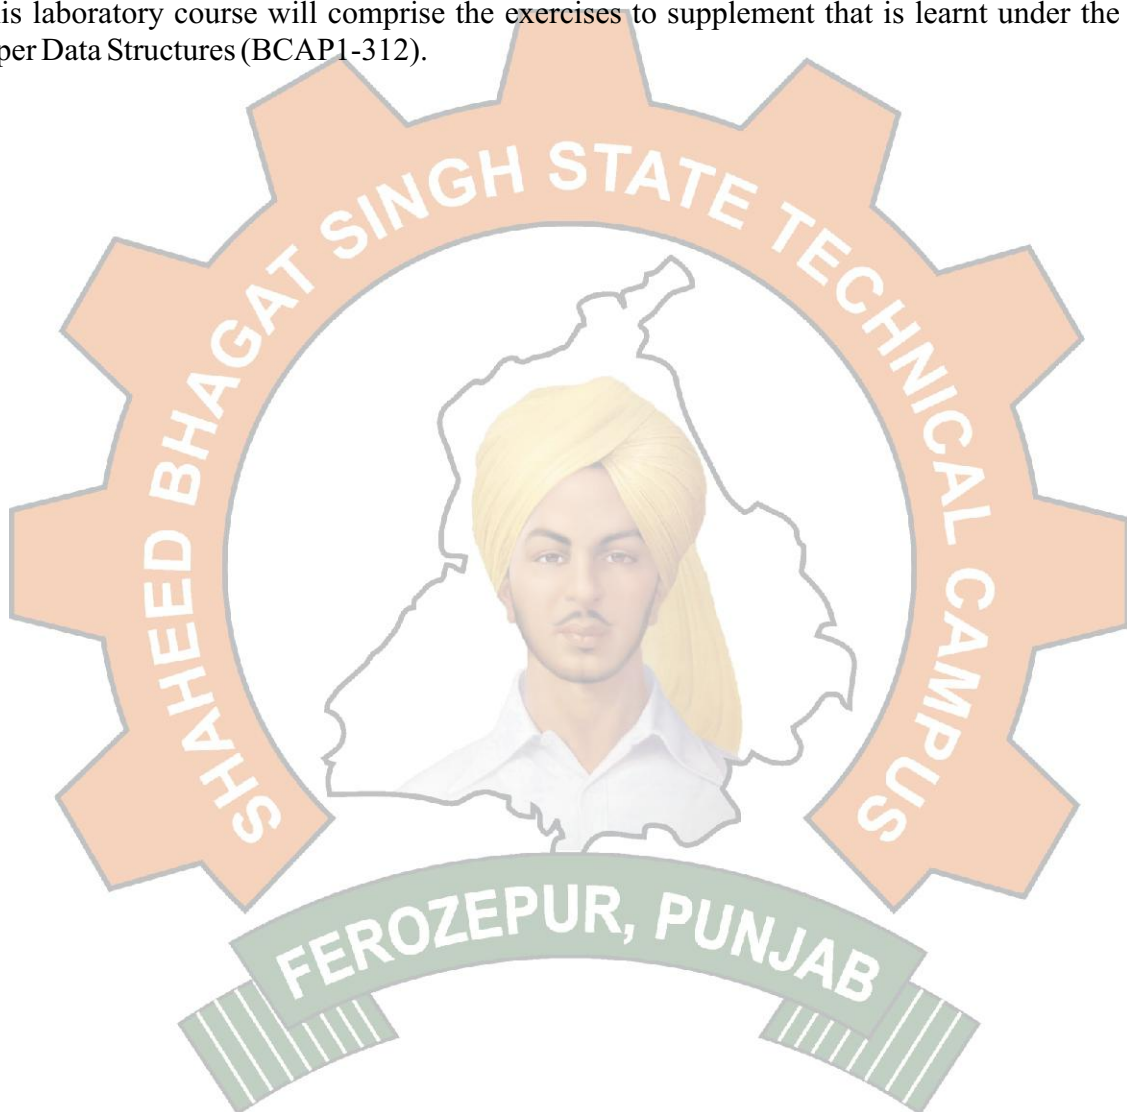 is laboratory course will comprise the exercises to supplement that is learnt under the
per Data Structures (BCAP1-312).
SHAHEED BHAGAT SINGH STATE TECHNICAL CAMPUS
FEROZEPUR, PUNJAB